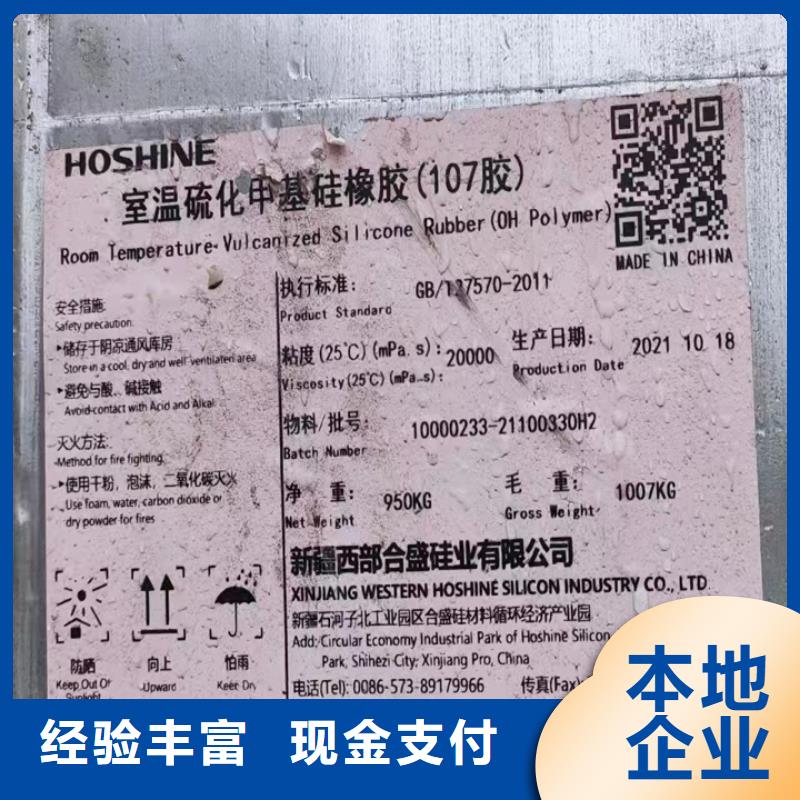 HOSHINE
室温硫化甲基硅橡胶(107胶)
Room Temperature-Vulcanized Silicone Rubber(OH Polymer)
MADE IN CHINA
安全措施:
Safety precaution:
•储存于阴凉通风库房
Store in a cool, dry and well ventilated area
•避免与酸、碱接触
Avoid contact with Acid and Alkal
灭火方法:
Method for fire fighting
•使用干粉, 泡沫, 二氧化碳灭火
Use foam, water, carbon dioxide or
dry powder for fires
执行标准: GB/T27570-2011
Product Standard
粘度(25℃)(mPa.s): 20000
Viscosity(25℃)(mPa.s):
生产日期: 2021 10 18
Production Date
物料/批号: 10000233-21100330H2
Batch Number
净 重: 950KG
Net Weight
毛 重: 1007KG
Gross Weight:
新疆西部合盛硅业有限公司
XINJIANG WESTERN HOSHINE SILICON INDUSTRY CO., LTD
新疆石河子北工业园区合盛硅材料循环经济产业园
Add: Circular Economy Industrial Park of Hoshine Silicon
Park, Shihezi City, Xinjiang Pro, China
电话(Tel): 0086-573-89179966 传真(Fax):
防晒
Keep Out Of
Sunlight
向上
Upward
怕雨
Keep Dry
经验丰富 现金支付
本地
企业